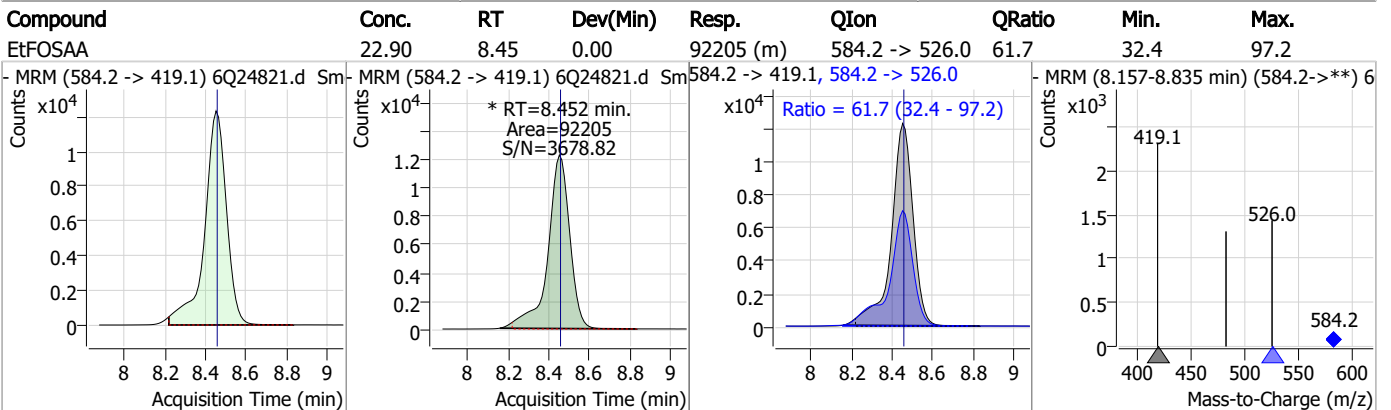 Compound Conc. RT Dev(Min) Resp. QIon QRatio Min. Max.
EtFOSAA 22.90 8.45 0.00 92205 (m) 584.2 -> 526.0 61.7 32.4 97.2
- MRM (584.2 -> 419.1) 6Q24821.d Sm
Counts
x10⁴
1
0.8
0.6
0.4
0.2
0
8 8.2 8.4 8.6 8.8 9
Acquisition Time (min)
- MRM (584.2 -> 419.1) 6Q24821.d Sm
Counts
x10⁴
* RT=8.452 min.
Area=92205
S/N=3678.82
1.2
1
0.8
0.6
0.4
0.2
0
8 8.2 8.4 8.6 8.8 9
Acquisition Time (min)
584.2 -> 419.1, 584.2 -> 526.0
Counts
x10⁴
Ratio = 61.7 (32.4 - 97.2)
1
0.8
0.6
0.4
0.2
0
8 8.2 8.4 8.6 8.8 9
Acquisition Time (min)
- MRM (8.157-8.835 min) (584.2->**) 6
Counts
x10³
419.1
526.0
584.2
2
1.5
1
0.5
0
400 450 500 550 600
Mass-to-Charge (m/z)